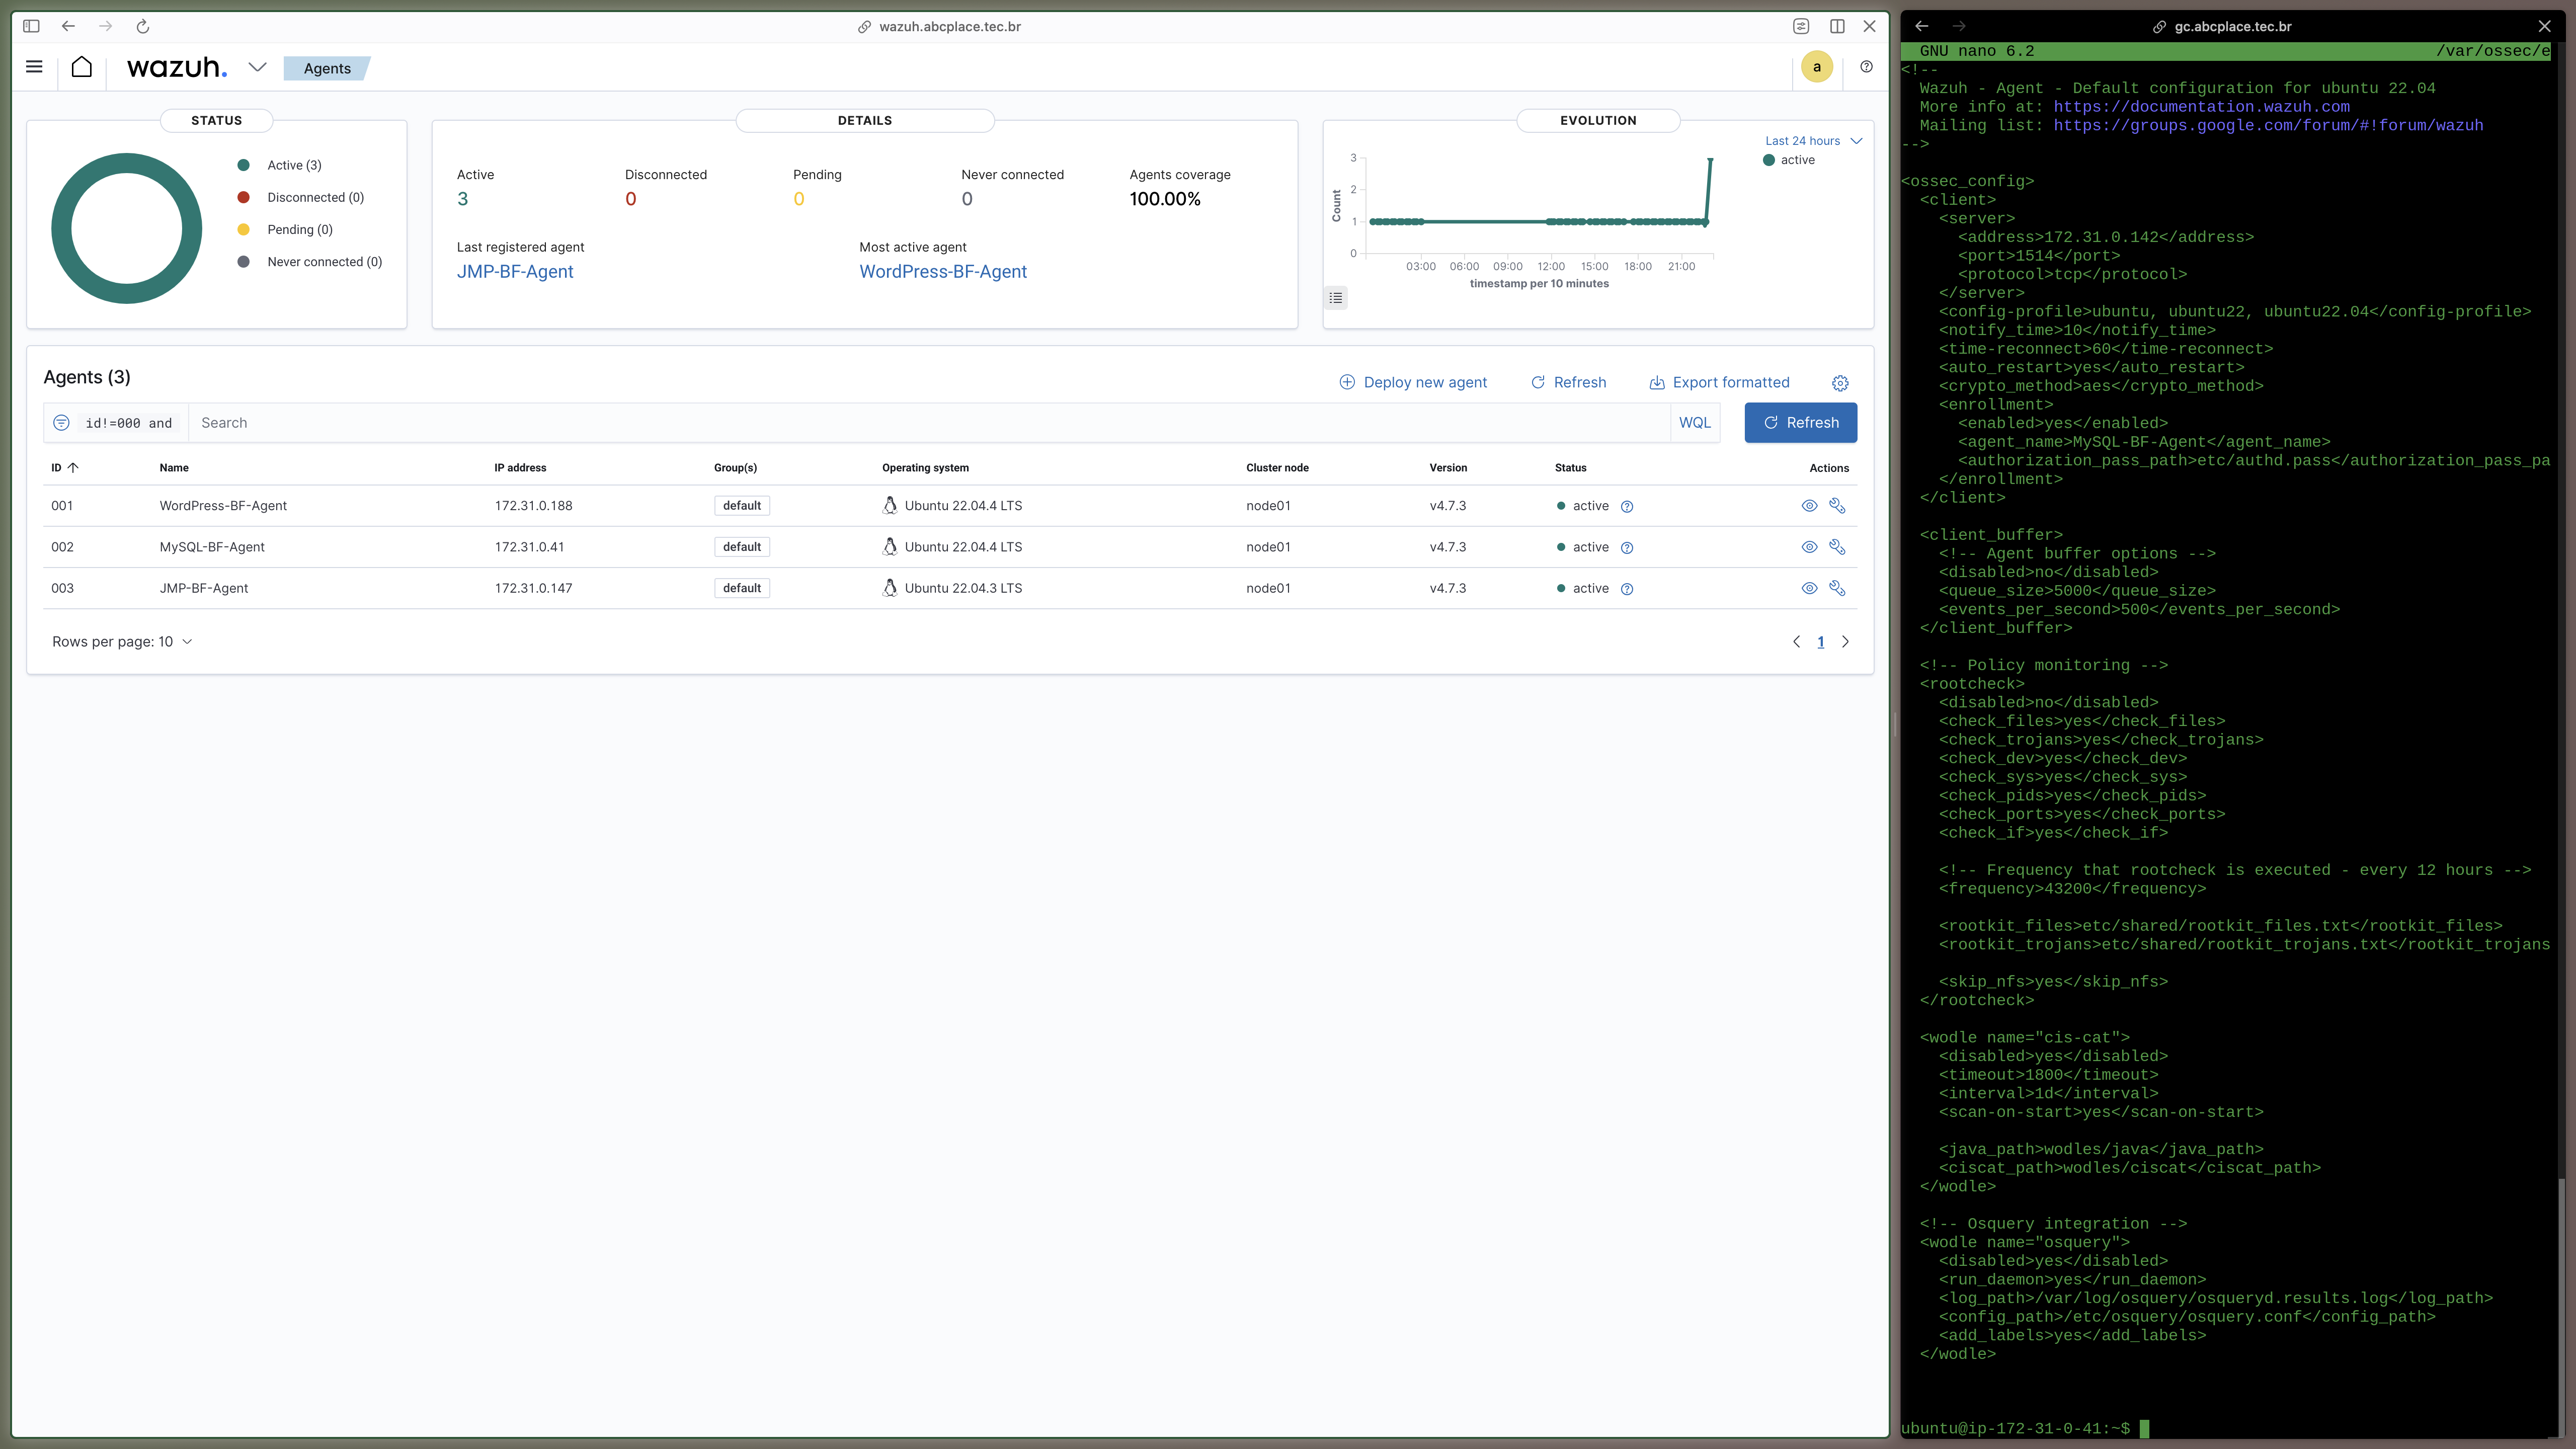 wazuh.abcplace.tec.br
wazuh.
Agents
a
STATUS
Active (3)
Disconnected (0)
Pending (0)
Never connected (0)
DETAILS
Active
3
Disconnected
0
Pending
0
Never connected
0
Agents coverage
100.00%
Last registered agent
JMP-BF-Agent
Most active agent
WordPress-BF-Agent
EVOLUTION
Last 24 hours
active
Count
3
2
1
0
03:00 06:00 09:00 12:00 15:00 18:00 21:00
timestamp per 10 minutes
Agents (3)
Deploy new agent Refresh Export formatted
id!=000 and Search WQL Refresh
ID Name IP address Group(s) Operating system Cluster node Version Status Actions
001 WordPress-BF-Agent 172.31.0.188 default Ubuntu 22.04.4 LTS node01 v4.7.3 active
002 MySQL-BF-Agent 172.31.0.41 default Ubuntu 22.04.4 LTS node01 v4.7.3 active
003 JMP-BF-Agent 172.31.0.147 default Ubuntu 22.04.3 LTS node01 v4.7.3 active
Rows per page: 10
1
gc.abcplace.tec.br
GNU nano 6.2 /var/ossec/e
<!--
  Wazuh - Agent - Default configuration for ubuntu 22.04
  More info at: https://documentation.wazuh.com
  Mailing list: https://groups.google.com/forum/#!forum/wazuh
-->
<ossec_config>
  <client>
    <server>
      <address>172.31.0.142</address>
      <port>1514</port>
      <protocol>tcp</protocol>
    </server>
    <config-profile>ubuntu, ubuntu22, ubuntu22.04</config-profile>
    <notify_time>10</notify_time>
    <time-reconnect>60</time-reconnect>
    <auto_restart>yes</auto_restart>
    <crypto_method>aes</crypto_method>
    <enrollment>
      <enabled>yes</enabled>
      <agent_name>MySQL-BF-Agent</agent_name>
      <authorization_pass_path>etc/authd.pass</authorization_pass_pa
    </enrollment>
  </client>
  <client_buffer>
    <!-- Agent buffer options -->
    <disabled>no</disabled>
    <queue_size>5000</queue_size>
    <events_per_second>500</events_per_second>
  </client_buffer>
  <!-- Policy monitoring -->
  <rootcheck>
    <disabled>no</disabled>
    <check_files>yes</check_files>
    <check_trojans>yes</check_trojans>
    <check_dev>yes</check_dev>
    <check_sys>yes</check_sys>
    <check_pids>yes</check_pids>
    <check_ports>yes</check_ports>
    <check_if>yes</check_if>
    <!-- Frequency that rootcheck is executed - every 12 hours -->
    <frequency>43200</frequency>
    <rootkit_files>etc/shared/rootkit_files.txt</rootkit_files>
    <rootkit_trojans>etc/shared/rootkit_trojans.txt</rootkit_trojans
    <skip_nfs>yes</skip_nfs>
  </rootcheck>
  <wodle name="cis-cat">
    <disabled>yes</disabled>
    <timeout>1800</timeout>
    <interval>1d</interval>
    <scan-on-start>yes</scan-on-start>
    <java_path>wodles/java</java_path>
    <ciscat_path>wodles/ciscat</ciscat_path>
  </wodle>
  <!-- Osquery integration -->
  <wodle name="osquery">
    <disabled>yes</disabled>
    <run_daemon>yes</run_daemon>
    <log_path>/var/log/osquery/osqueryd.results.log</log_path>
    <config_path>/etc/osquery/osquery.conf</config_path>
    <add_labels>yes</add_labels>
  </wodle>
ubuntu@ip-172-31-0-41:~$